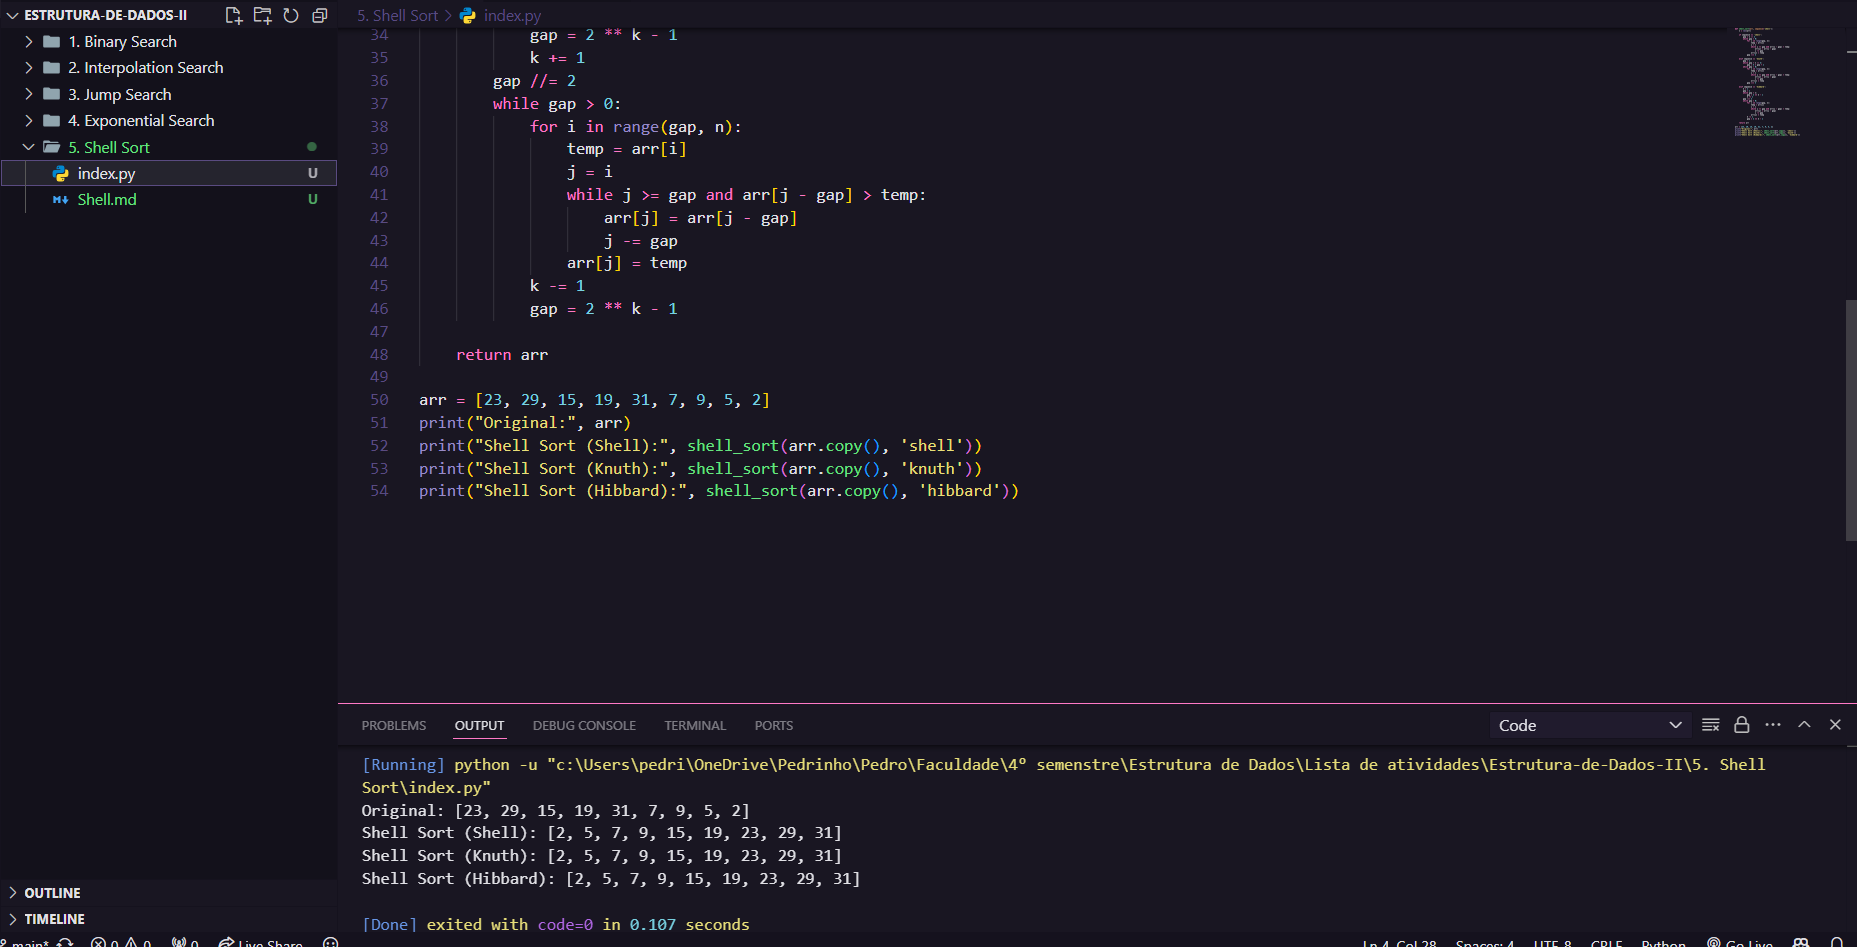 ESTRUTURA-DE-DADOS-II
1. Binary Search
2. Interpolation Search
3. Jump Search
4. Exponential Search
5. Shell Sort
index.py U
Shell.md U
OUTLINE
TIMELINE
5. Shell Sort > index.py
34 gap = 2 ** k - 1
35 k += 1
36 gap //= 2
37 while gap > 0:
38 for i in range(gap, n):
39 temp = arr[i]
40 j = i
41 while j >= gap and arr[j - gap] > temp:
42 arr[j] = arr[j - gap]
43 j -= gap
44 arr[j] = temp
45 k -= 1
46 gap = 2 ** k - 1
47
48 return arr
49
50 arr = [23, 29, 15, 19, 31, 7, 9, 5, 2]
51 print("Original:", arr)
52 print("Shell Sort (Shell):", shell_sort(arr.copy(), 'shell'))
53 print("Shell Sort (Knuth):", shell_sort(arr.copy(), 'knuth'))
54 print("Shell Sort (Hibbard):", shell_sort(arr.copy(), 'hibbard'))
PROBLEMS OUTPUT DEBUG CONSOLE TERMINAL PORTS Code
[Running] python -u "c:\Users\pedri\OneDrive\Pedrinho\Pedro\Faculdade\4º semenstre\Estrutura de Dados\Lista de atividades\Estrutura-de-Dados-II\5. Shell
Sort\index.py"
Original: [23, 29, 15, 19, 31, 7, 9, 5, 2]
Shell Sort (Shell): [2, 5, 7, 9, 15, 19, 23, 29, 31]
Shell Sort (Knuth): [2, 5, 7, 9, 15, 19, 23, 29, 31]
Shell Sort (Hibbard): [2, 5, 7, 9, 15, 19, 23, 29, 31]
[Done] exited with code=0 in 0.107 seconds
main* 0 0 0 Live Share Ln 4, Col 28 Spaces: 4 UTF-8 CRLF Python Go Live